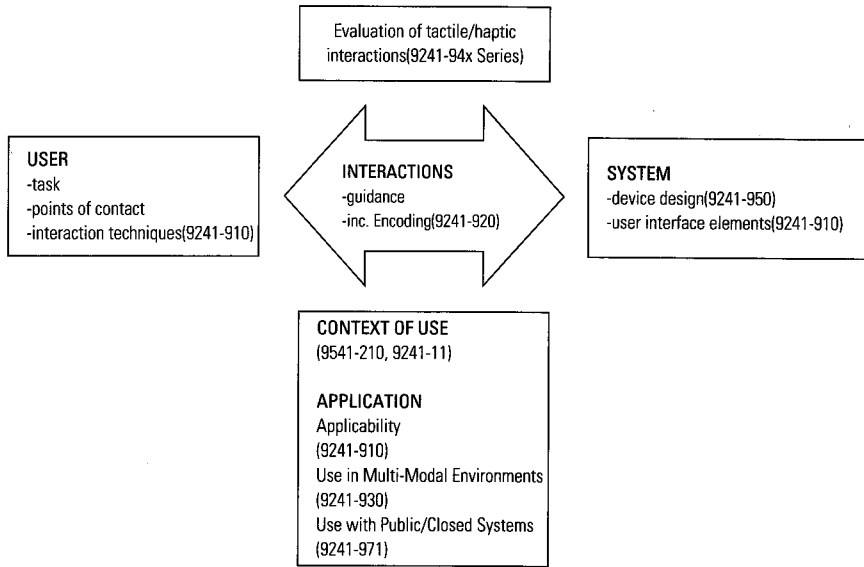 Evaluation of tactile/haptic
interactions(9241-94x Series)
USER
-task
-points of contact
-interaction techniques(9241-910)
INTERACTIONS
-guidance
-inc. Encoding(9241-920)
SYSTEM
-device design(9241-950)
-user interface elements(9241-910)
CONTEXT OF USE
(9541-210, 9241-11)
APPLICATION
Applicability
(9241-910)
Use in Multi-Modal Environments
(9241-930)
Use with Public/Closed Systems
(9241-971)